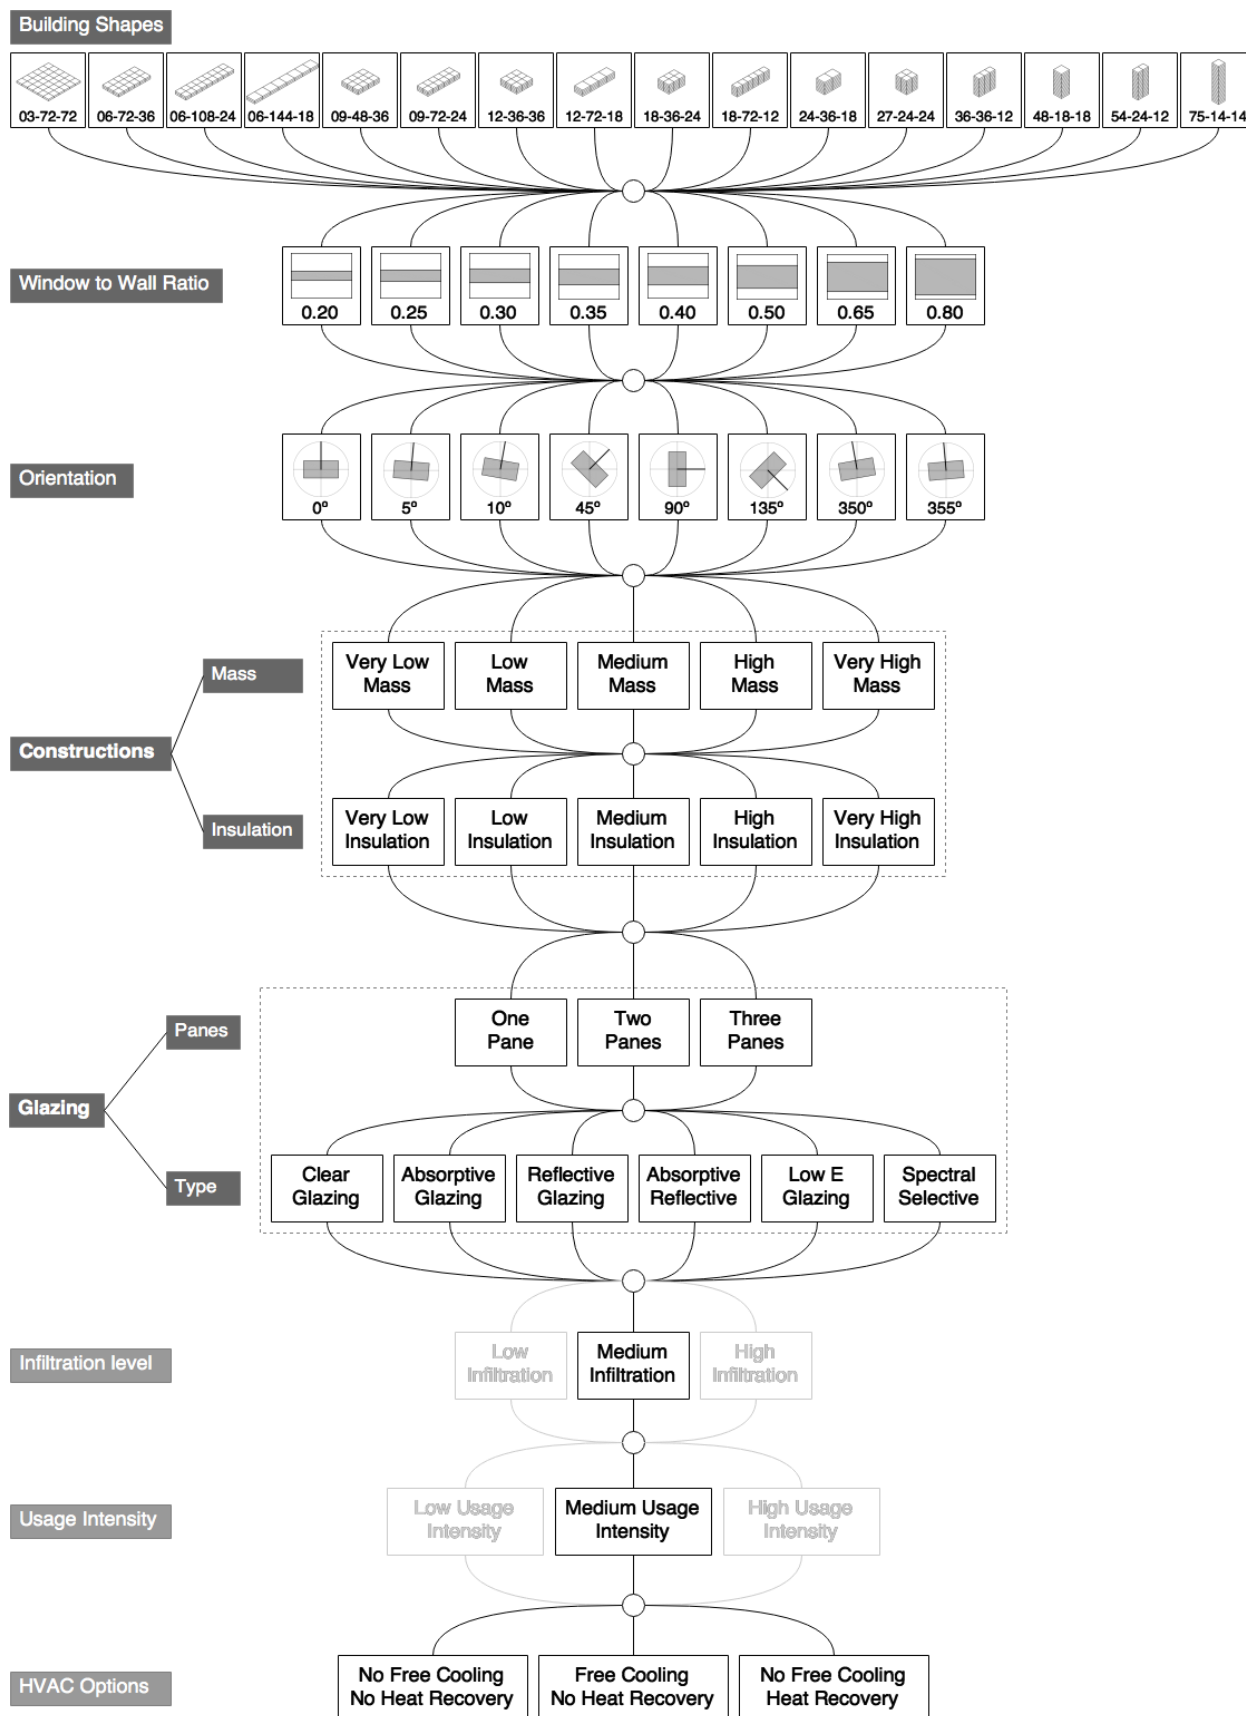 Building Shapes
03-72-72
06-72-36
06-108-24
06-144-18
09-48-36
09-72-24
12-36-36
12-72-18
18-36-24
18-72-12
24-36-18
27-24-24
36-36-12
48-18-18
54-24-12
75-14-14
Window to Wall Ratio
0.20
0.25
0.30
0.35
0.40
0.50
0.65
0.80
Orientation
0º
5º
10º
45º
90º
135º
350º
355º
Constructions
Mass
Very Low
Mass
Low
Mass
Medium
Mass
High
Mass
Very High
Mass
Insulation
Very Low
Insulation
Low
Insulation
Medium
Insulation
High
Insulation
Very High
Insulation
Glazing
Panes
One
Pane
Two
Panes
Three
Panes
Type
Clear
Glazing
Absorptive
Glazing
Reflective
Glazing
Absorptive
Reflective
Low E
Glazing
Spectral
Selective
Infiltration level
Low
Infiltration
Medium
Infiltration
High
Infiltration
Usage Intensity
Low Usage
Intensity
Medium Usage
Intensity
High Usage
Intensity
HVAC Options
No Free Cooling
No Heat Recovery
Free Cooling
No Heat Recovery
No Free Cooling
Heat Recovery